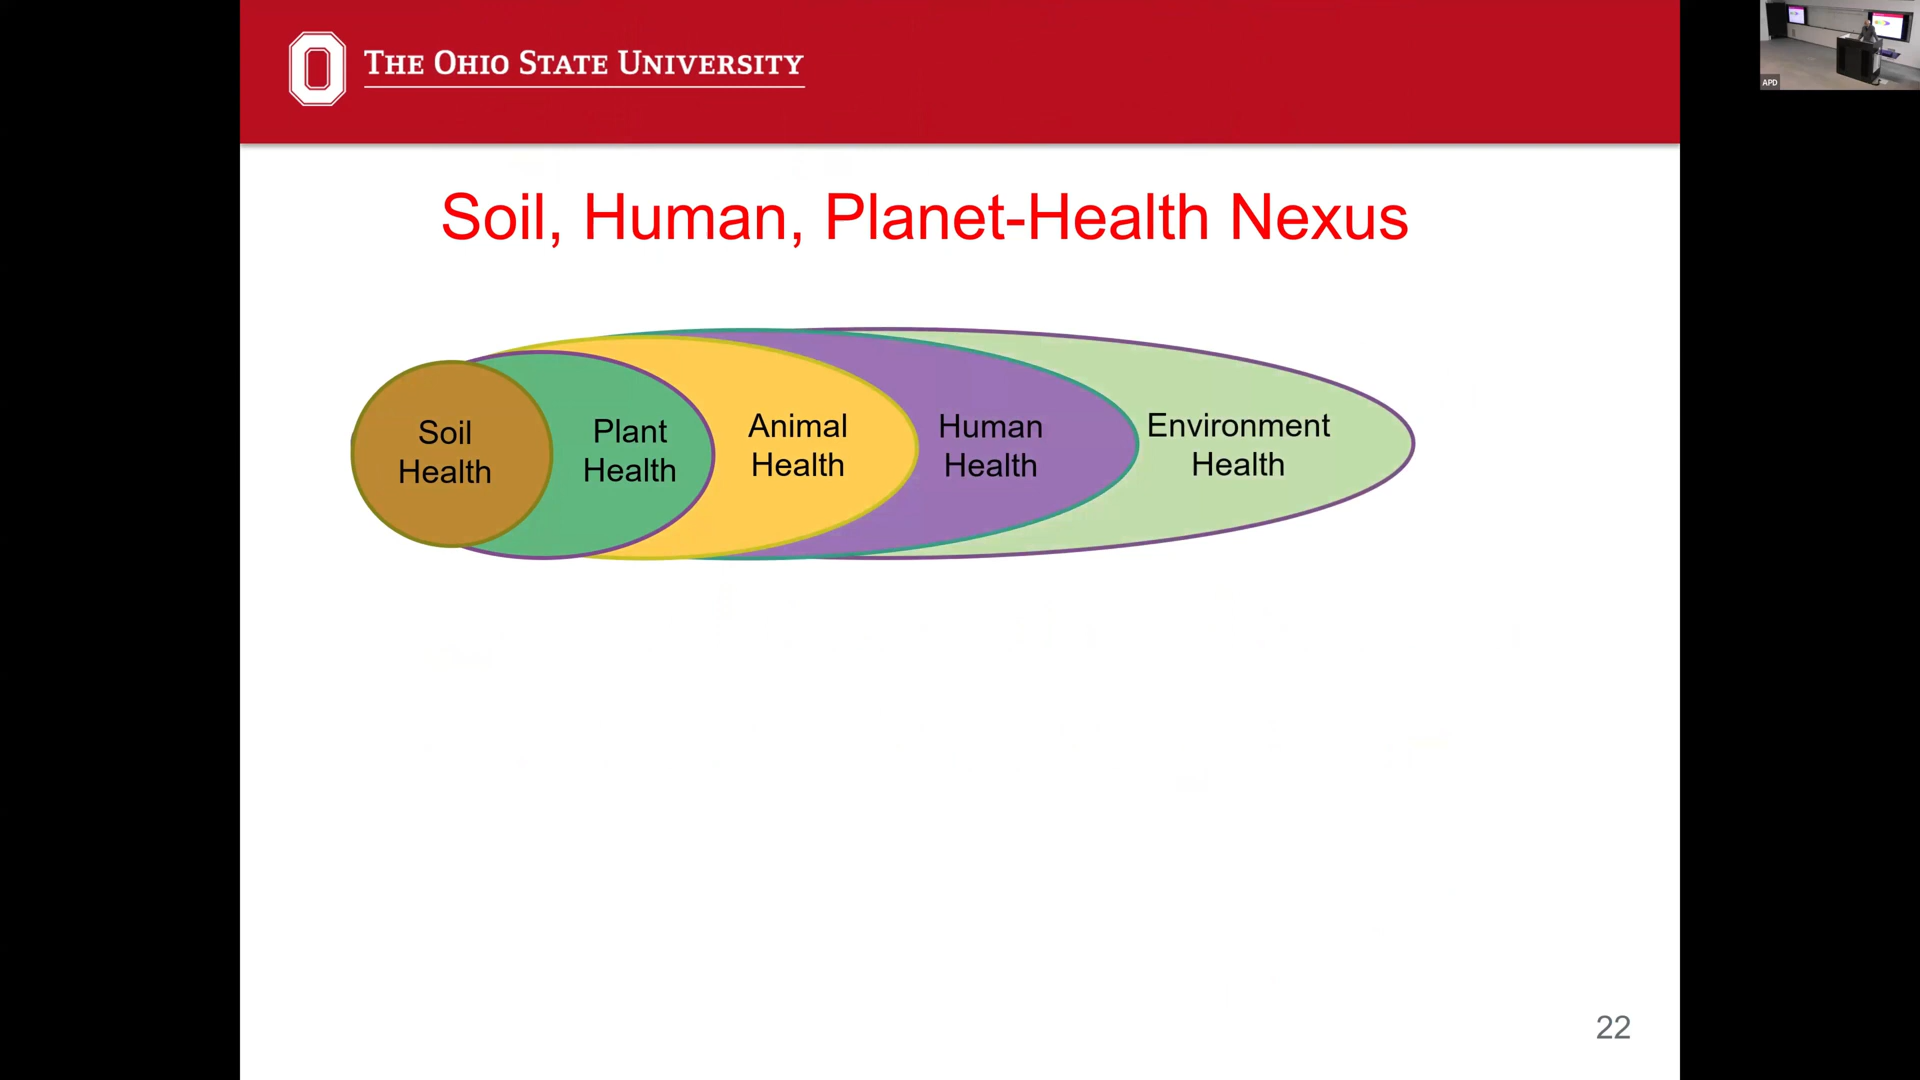 THE OHIO STATE UNIVERSITY
APD
Soil, Human, Planet-Health Nexus
Soil
Health
Plant
Health
Animal
Health
Human
Health
Environment
Health
22